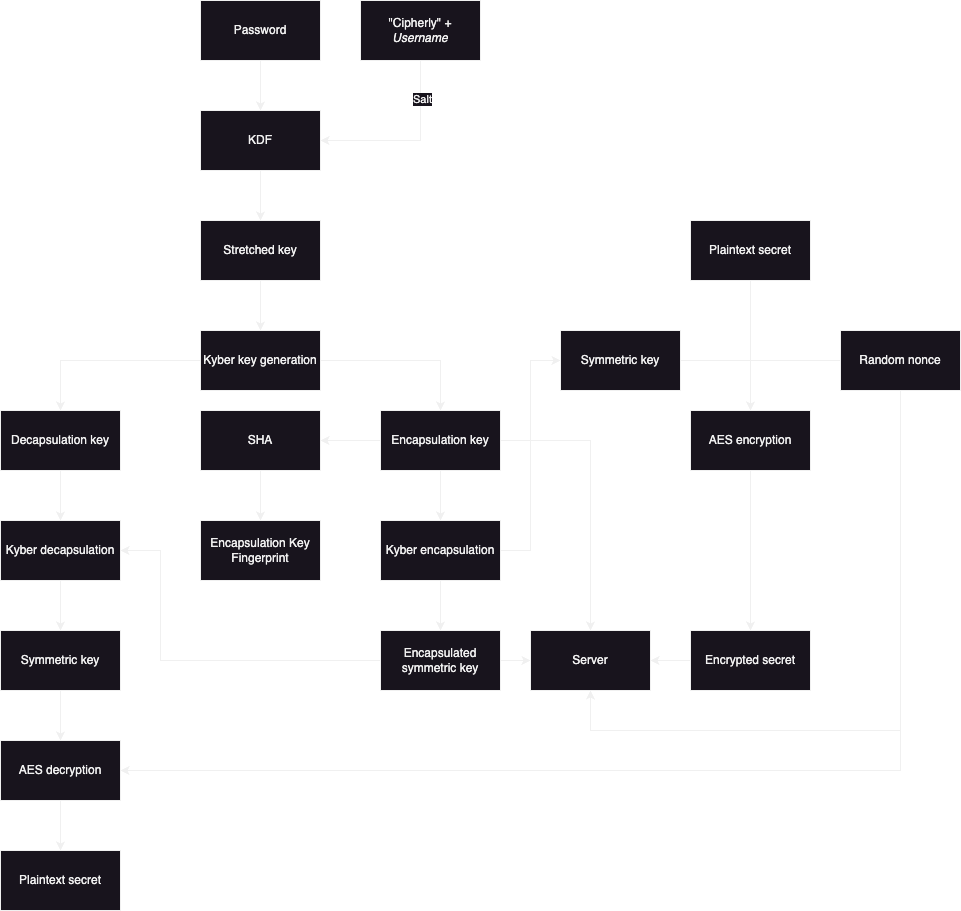 Password
"Cipherly" +
Username
Salt
KDF
Stretched key
Plaintext secret
Kyber key generation
Symmetric key
Random nonce
Decapsulation key
SHA
Encapsulation key
AES encryption
Kyber decapsulation
Encapsulation Key
Fingerprint
Kyber encapsulation
Symmetric key
Encapsulated
symmetric key
Server
Encrypted secret
AES decryption
Plaintext secret